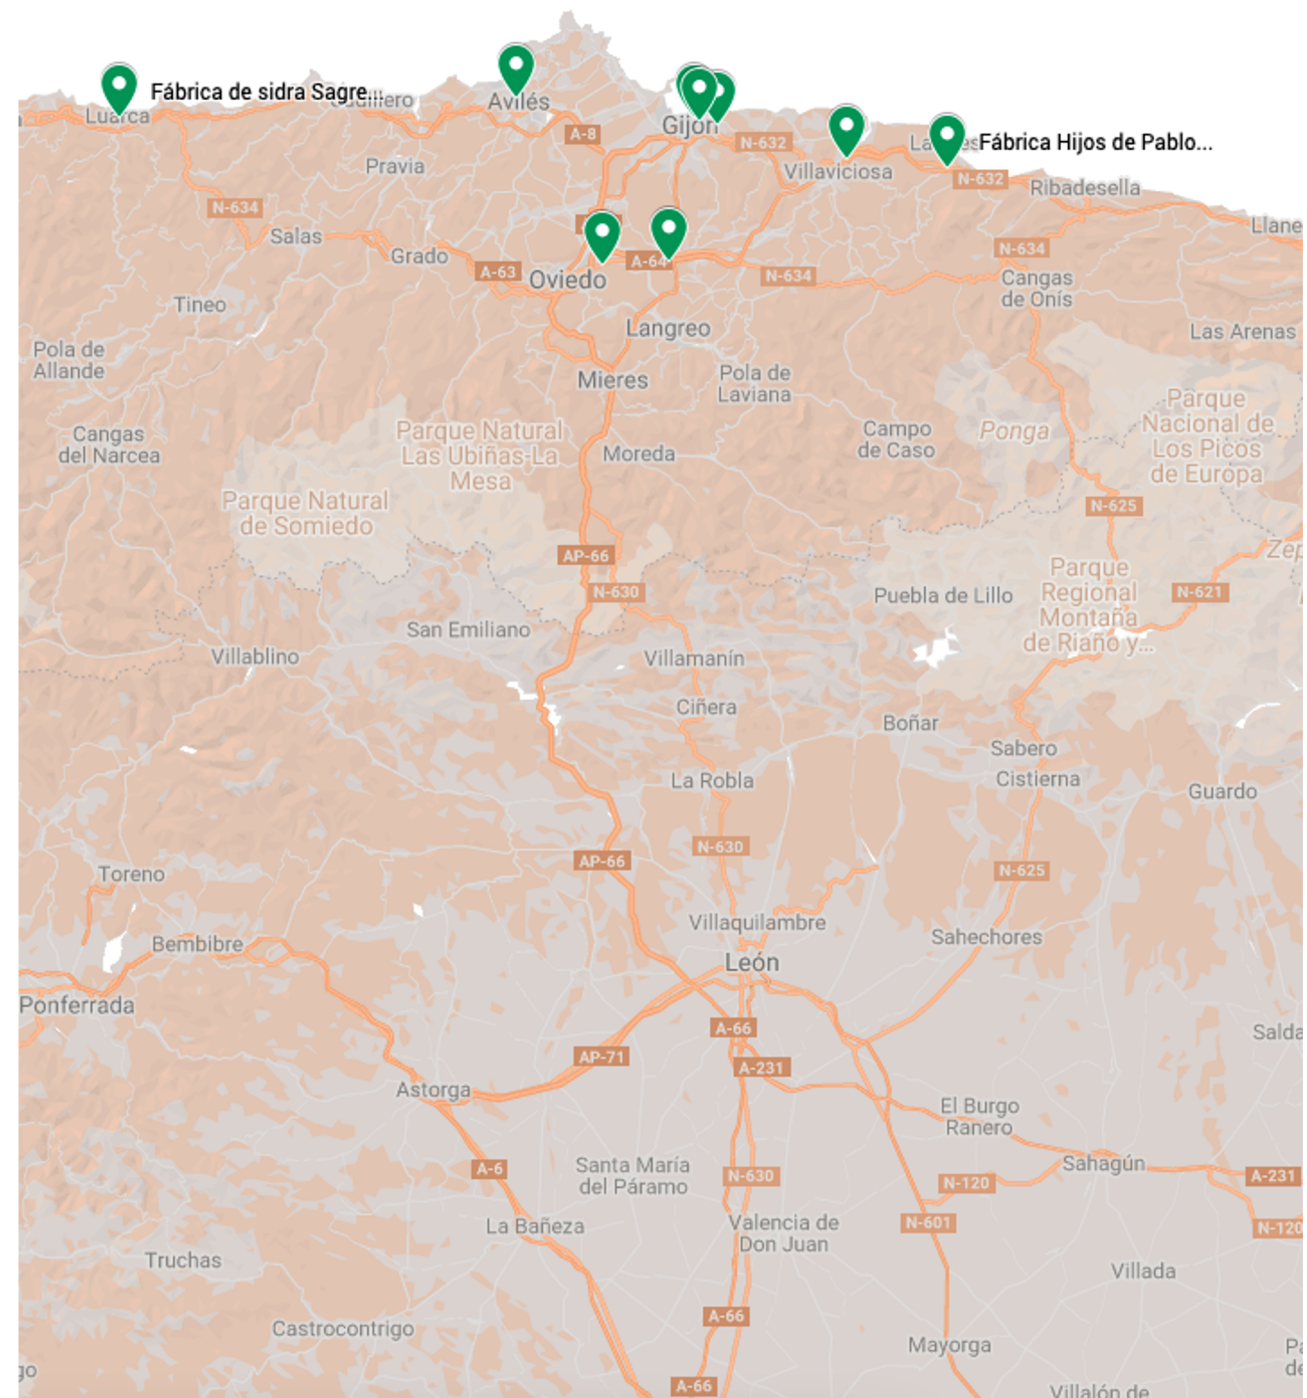 Fábrica de sidra Sagre...
Luarca
Avilés
Gijón
A-8
N-632
Fábrica Hijos de Pablo...
Villaviciosa
N-632
Ribadesella
Pravia
N-634
Salas
Grado
A-63
Oviedo
A-64
N-634
N-634
Llane
Cangas
de Onís
Tineo
Langreo
Las Arenas
Pola de
Allande
Mieres
Pola de
Laviana
Cangas
del Narcea
Parque Natural
Las Ubiñas-La
Mesa
Moreda
Campo
de Caso
Ponga
Parque
Nacional de
Los Picos
de Europa
Parque Natural
de Somiedo
N-625
AP-66
N-630
Puebla de Lillo
Parque
Regional
Montaña
de Riaño y...
N-621
Zep
San Emiliano
Villablino
Villamanín
Ciñera
Boñar
Sabero
Cistierna
La Robla
Guardo
N-630
AP-66
N-625
Toreno
Bembibre
Villaquilambre
Sahechores
León
Ponferrada
A-66
Salda
AP-71
A-231
Astorga
El Burgo
Ranero
A-6
Santa María
del Páramo
N-630
Sahagún
N-120
A-231
La Bañeza
Valencia de
Don Juan
N-601
N-120
Truchas
Villada
A-66
Castrocontrigo
Mayorga
go
A-66
Villalón de